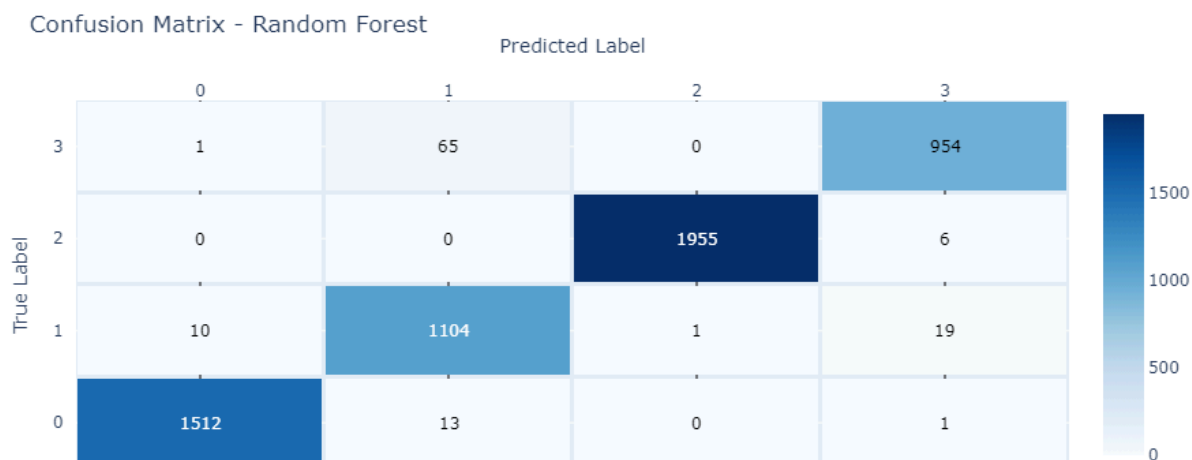 Confusion Matrix - Random Forest
Predicted Label
0 1 2 3
3 1 65 0 954
2 0 0 1955 6
1 10 1104 1 19
0 1512 13 0 1
True Label
1500
1000
500
0